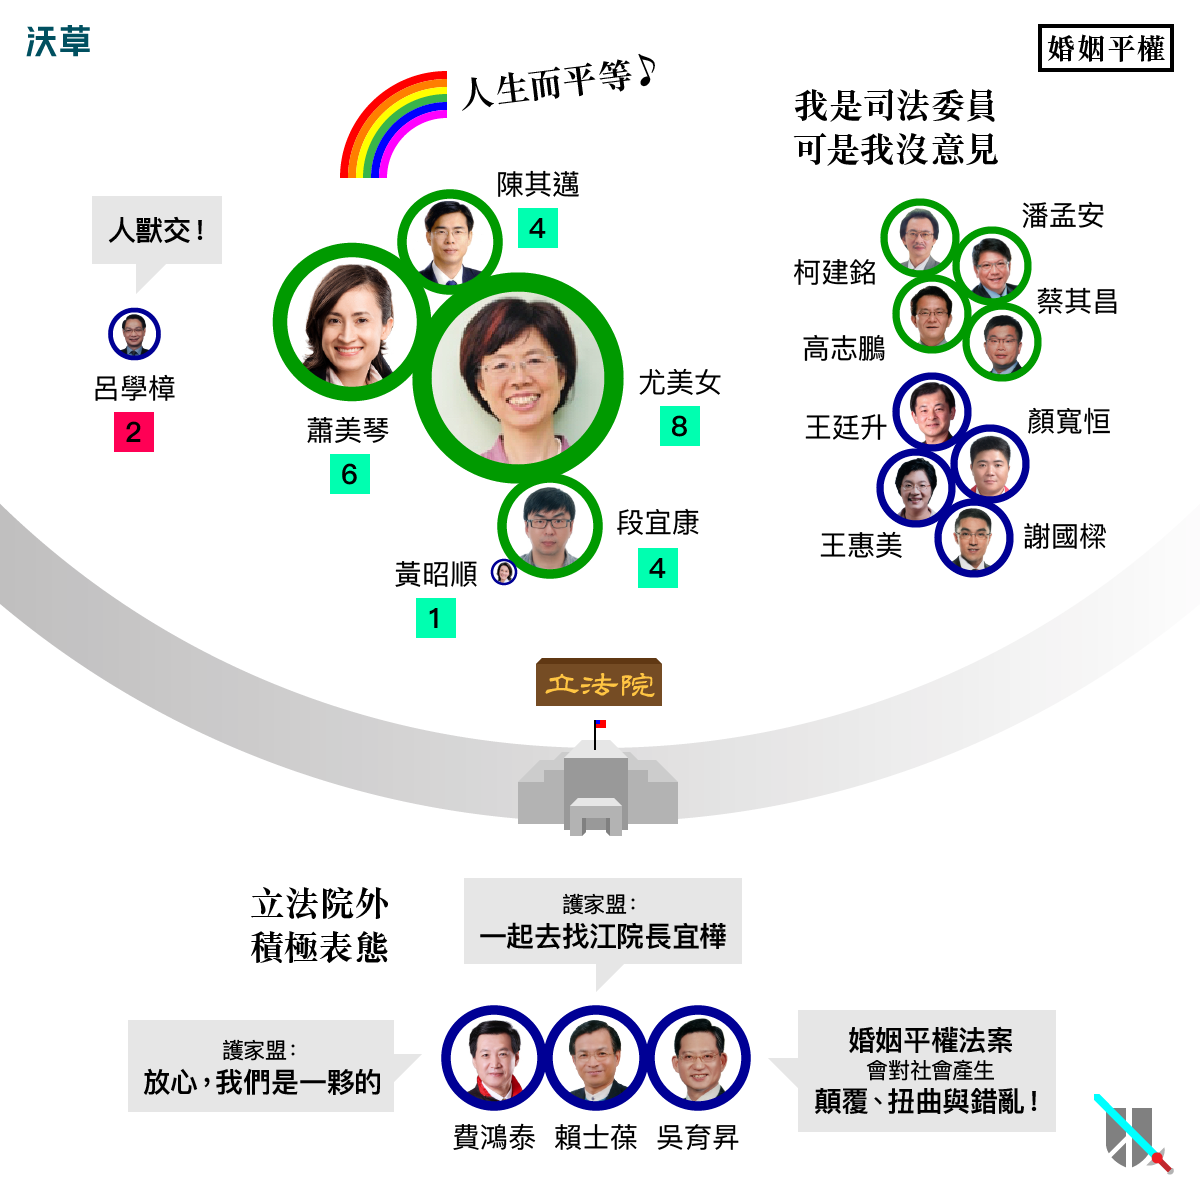 沃草
婚姻平權
人生而平等♪
我是司法委員
可是我沒意見
人獸交！
呂學樟
2
陳其邁
4
蕭美琴
6
尤美女
8
段宜康
4
黃昭順
1
潘孟安
柯建銘
蔡其昌
高志鵬
王廷升
顏寬恒
王惠美
謝國樑
立法院
立法院外
積極表態
護家盟：
一起去找江院長宜樺
護家盟：
放心，我們是一夥的
婚姻平權法案
會對社會產生
顛覆、扭曲與錯亂！
費鴻泰
賴士葆
吳育昇